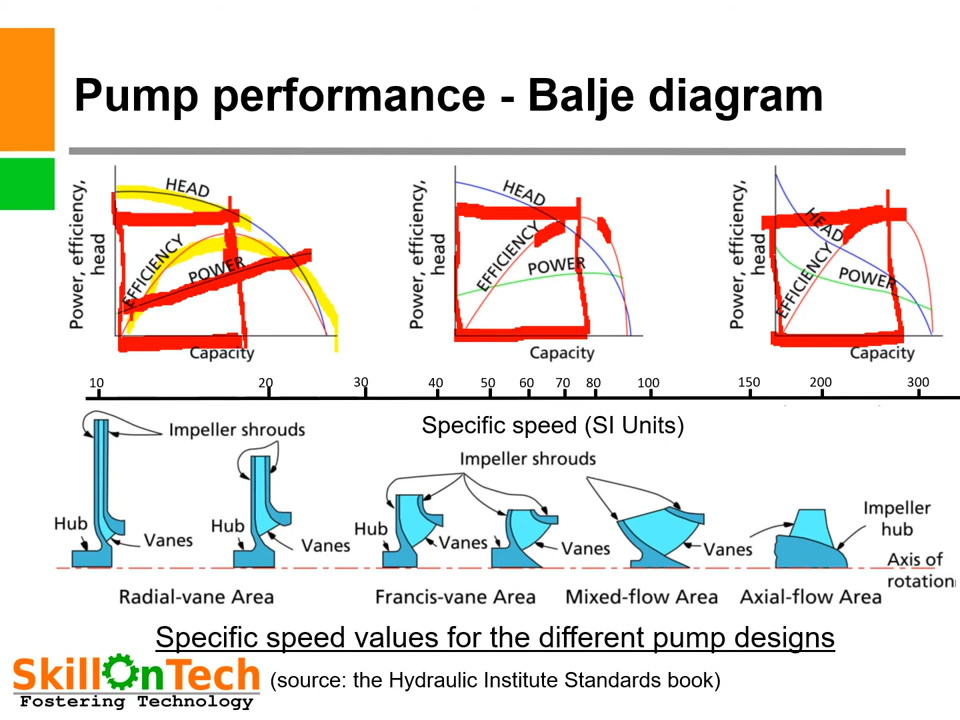 Pump performance - Balje diagram
Power, efficiency,
head
HEAD
EFFICIENCY
POWER
Capacity
Power, efficiency,
head
HEAD
EFFICIENCY
POWER
Capacity
Power, efficiency,
head
HEAD
EFFICIENCY
POWER
Capacity
10 20 30 40 50 60 70 80 100 150 200 300
Specific speed (SI Units)
Impeller shrouds
Impeller shrouds
Hub
Vanes
Hub
Vanes
Hub
Vanes
Vanes
Vanes
Impeller
hub
Axis of
rotation
Radial-vane Area
Francis-vane Area
Mixed-flow Area
Axial-flow Area
Specific speed values for the different pump designs
(source: the Hydraulic Institute Standards book)
SkillOnTech
Fostering Technology